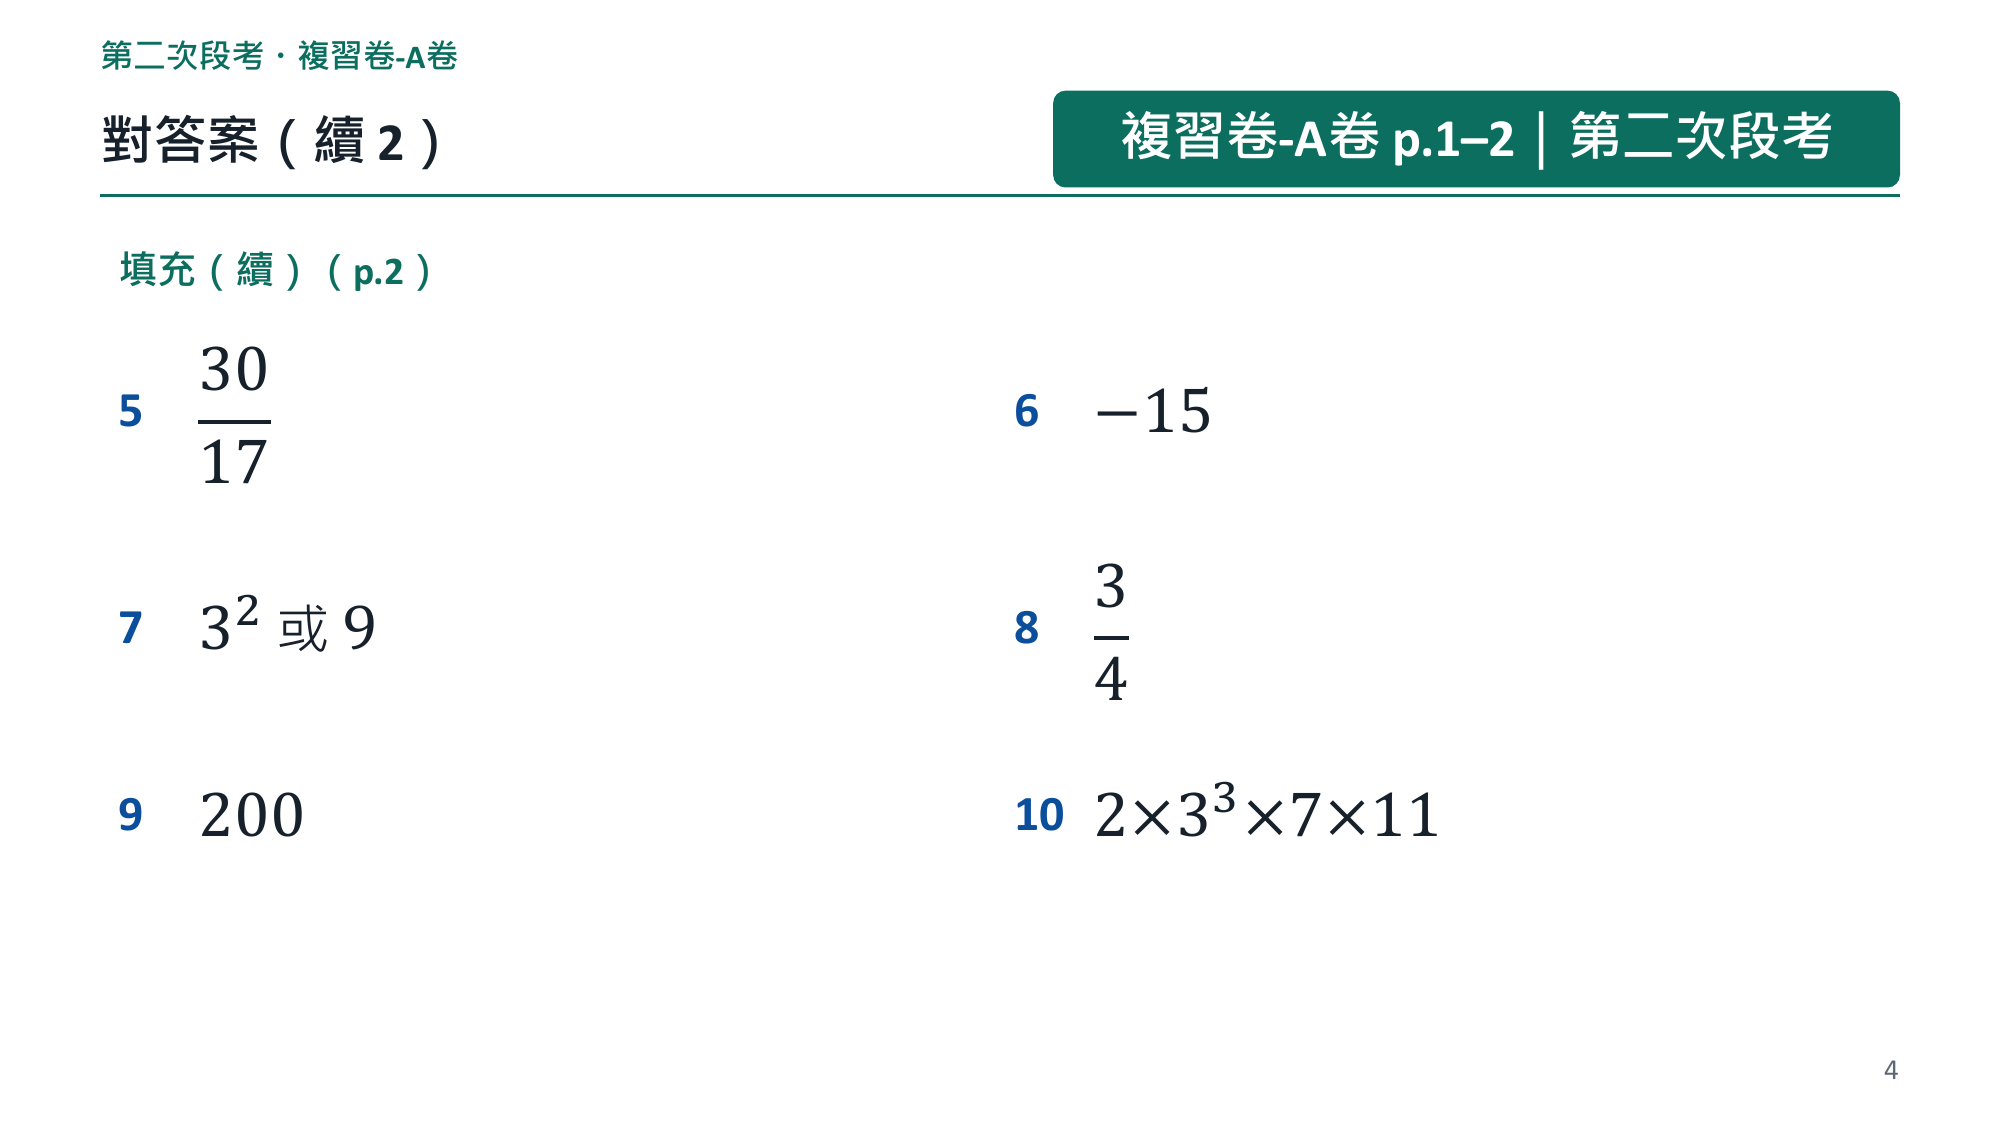 第二次段考・複習卷-A卷
對答案（續 2）
複習卷-A卷 p.1–2｜第二次段考
填充（續）（p.2）
5 30/17
6 −15
7 3² 或 9
8 3/4
9 200
10 2×3³×7×11
4